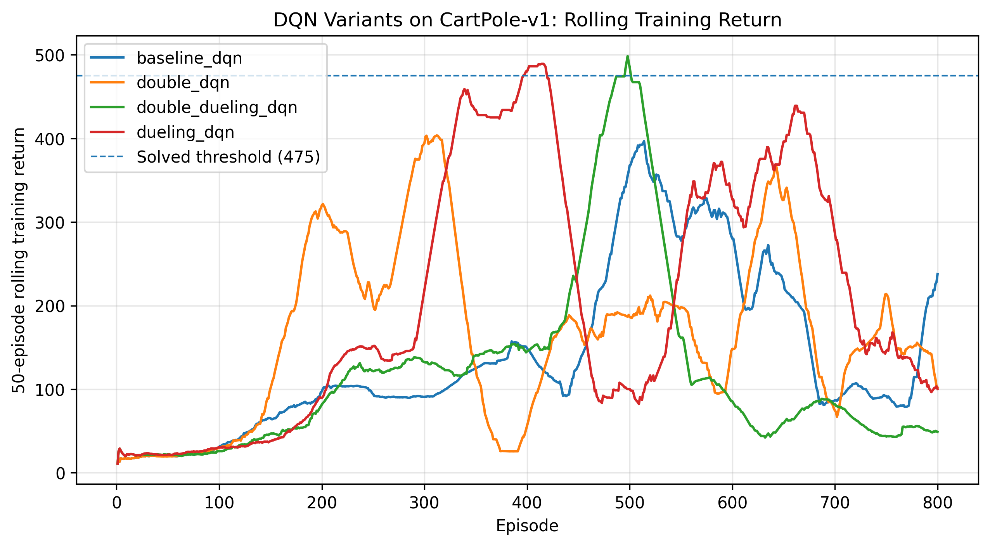 DQN Variants on CartPole-v1: Rolling Training Return
baseline_dqn
double_dqn
double_dueling_dqn
dueling_dqn
Solved threshold (475)
50-episode rolling training return
500
400
300
200
100
0
0 100 200 300 400 500 600 700 800
Episode